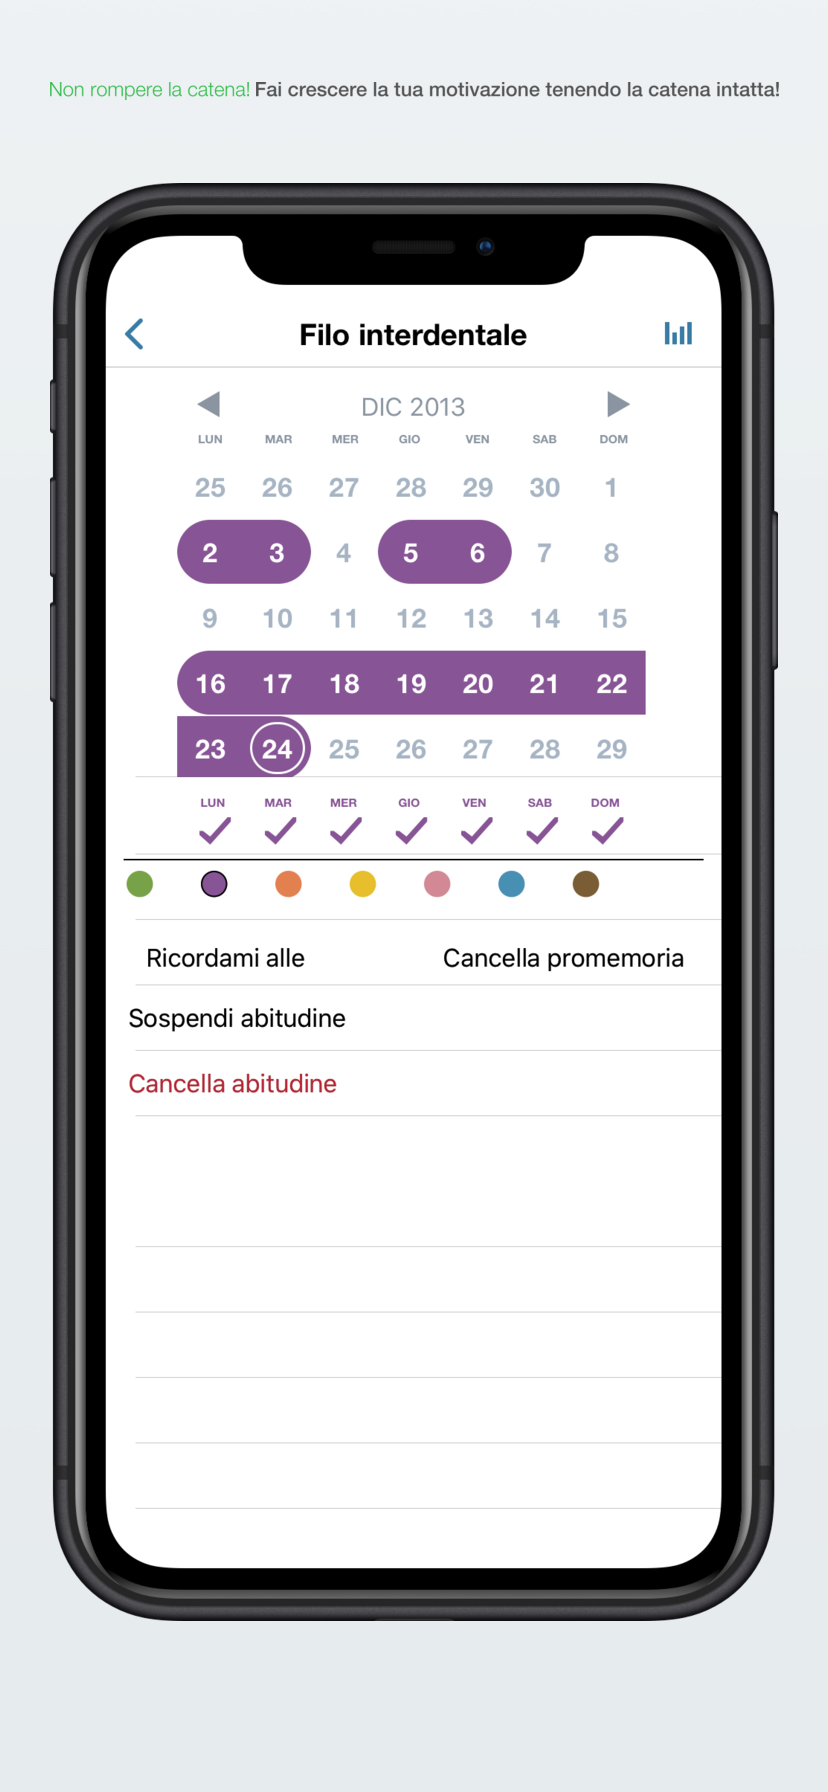 Non rompere la catena! Fai crescere la tua motivazione tenendo la catena intatta!
Filo interdentale
DIC 2013
LUN MAR MER GIO VEN SAB DOM
25 26 27 28 29 30 1
2 3 4 5 6 7 8
9 10 11 12 13 14 15
16 17 18 19 20 21 22
23 24 25 26 27 28 29
LUN MAR MER GIO VEN SAB DOM
Ricordami alle Cancella promemoria
Sospendi abitudine
Cancella abitudine